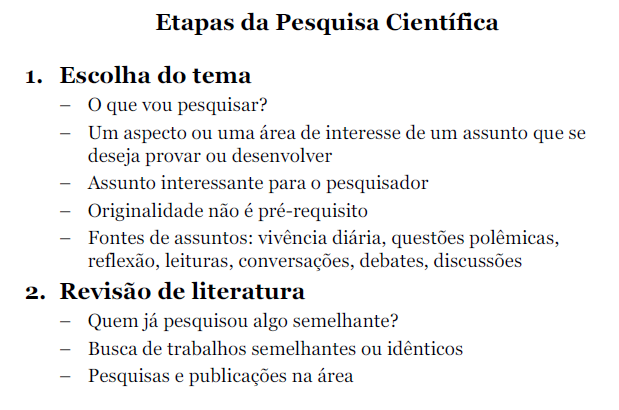 Etapas da Pesquisa Científica
1. Escolha do tema
– O que vou pesquisar?
– Um aspecto ou uma área de interesse de um assunto que se
deseja provar ou desenvolver
– Assunto interessante para o pesquisador
– Originalidade não é pré-requisito
– Fontes de assuntos: vivência diária, questões polêmicas,
reflexão, leituras, conversações, debates, discussões
2. Revisão de literatura
– Quem já pesquisou algo semelhante?
– Busca de trabalhos semelhantes ou idênticos
– Pesquisas e publicações na área